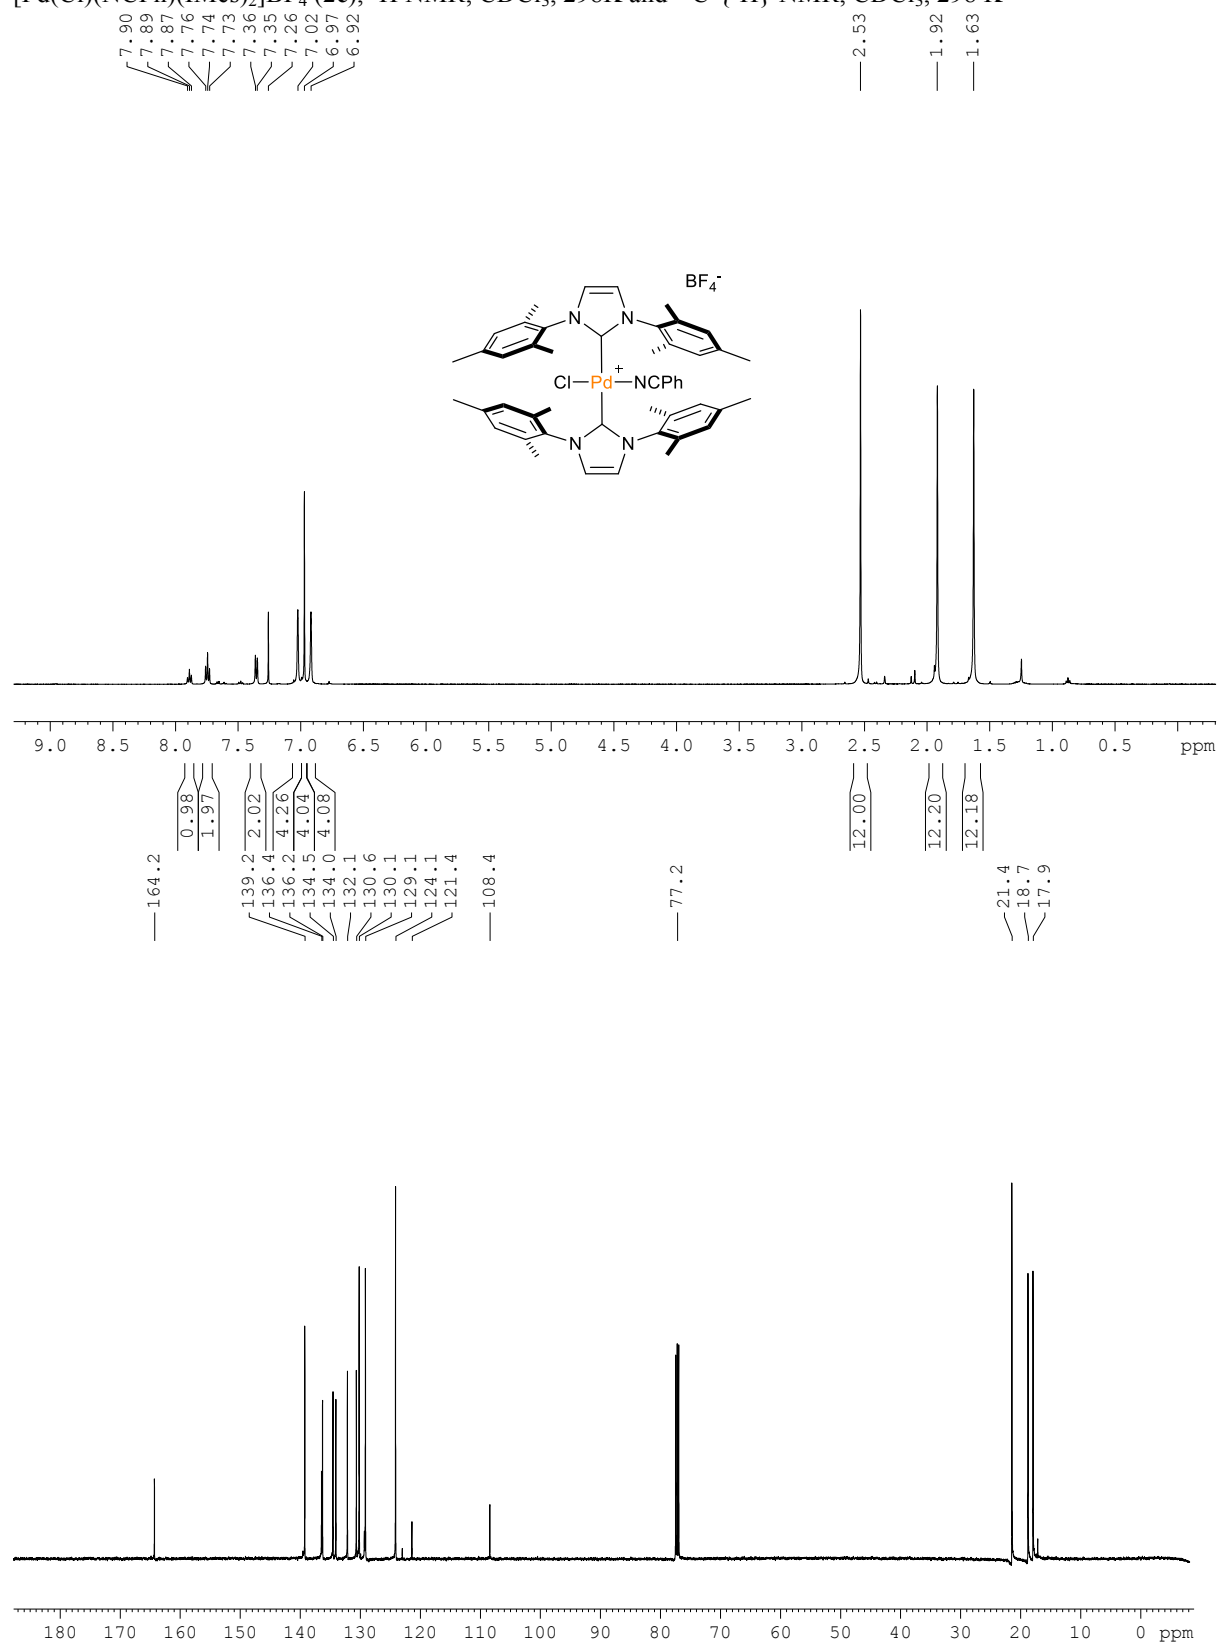 [Pd(Cl)(NCPh)(IMes)₂]BF₄ (2c), ¹H NMR, CDCl₃, 298K and ¹³C-{¹H} NMR, CDCl₃, 298 K
7.90 7.89 7.87 7.76 7.74 7.73 7.36 7.35 7.26 7.02 6.97 6.92 2.53 1.92 1.63
BF₄⁻
N N
Cl Pd + NCPh
N N
9.0 8.5 8.0 7.5 7.0 6.5 6.0 5.5 5.0 4.5 4.0 3.5 3.0 2.5 2.0 1.5 1.0 0.5 ppm
0.98 1.97 2.02 4.26 4.04 4.08 12.00 12.20 12.18
164.2 139.2 136.4 136.2 134.5 134.0 132.1 130.6 130.1 129.1 124.1 121.4 108.4 77.2 21.4 18.7 17.9
180 170 160 150 140 130 120 110 100 90 80 70 60 50 40 30 20 10 0 ppm